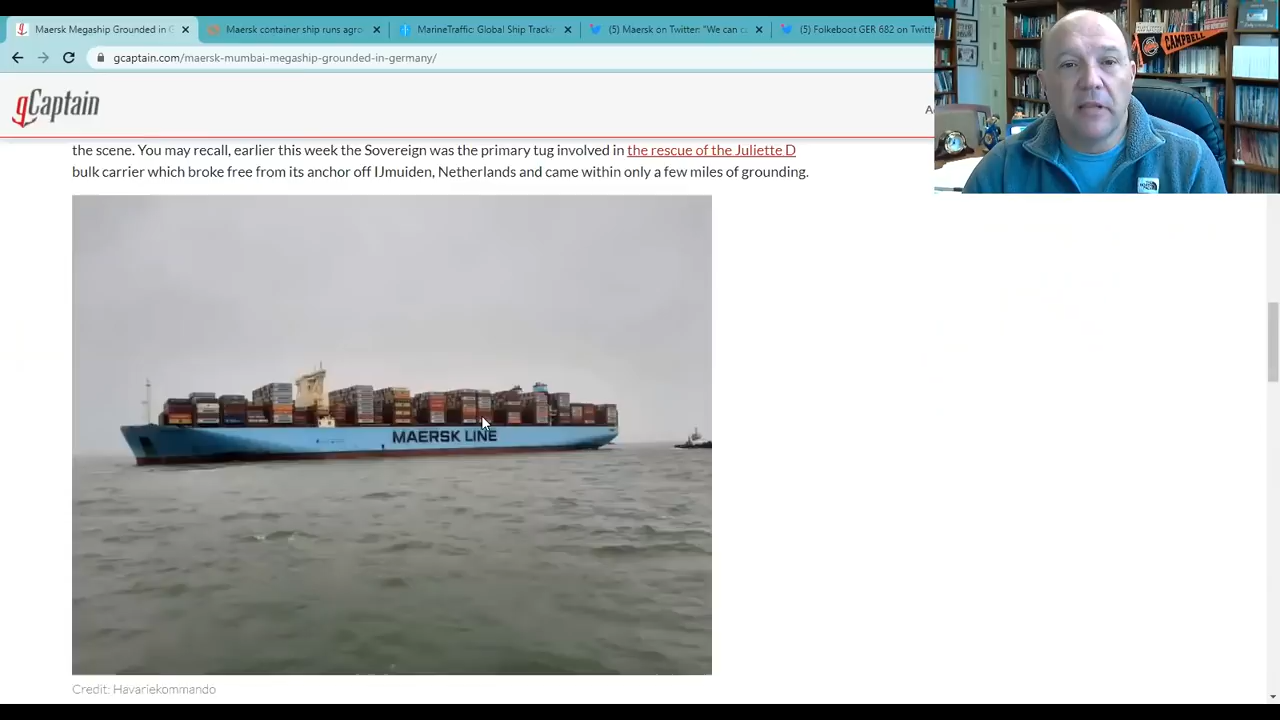 Maersk Megaship Grounded in G
Maersk container ship runs agro
MarineTraffic: Global Ship Tracki
(5) Maersk on Twitter: "We can c
(5) Folkeboot GER 682 on Twitte
gcaptain.com/maersk-mumbai-megaship-grounded-in-germany/
gCaptain
the scene. You may recall, earlier this week the Sovereign was the primary tug involved in the rescue of the Juliette D
bulk carrier which broke free from its anchor off IJmuiden, Netherlands and came within only a few miles of grounding.
MAERSK LINE
Credit: Havariekommando
CAMPBELL